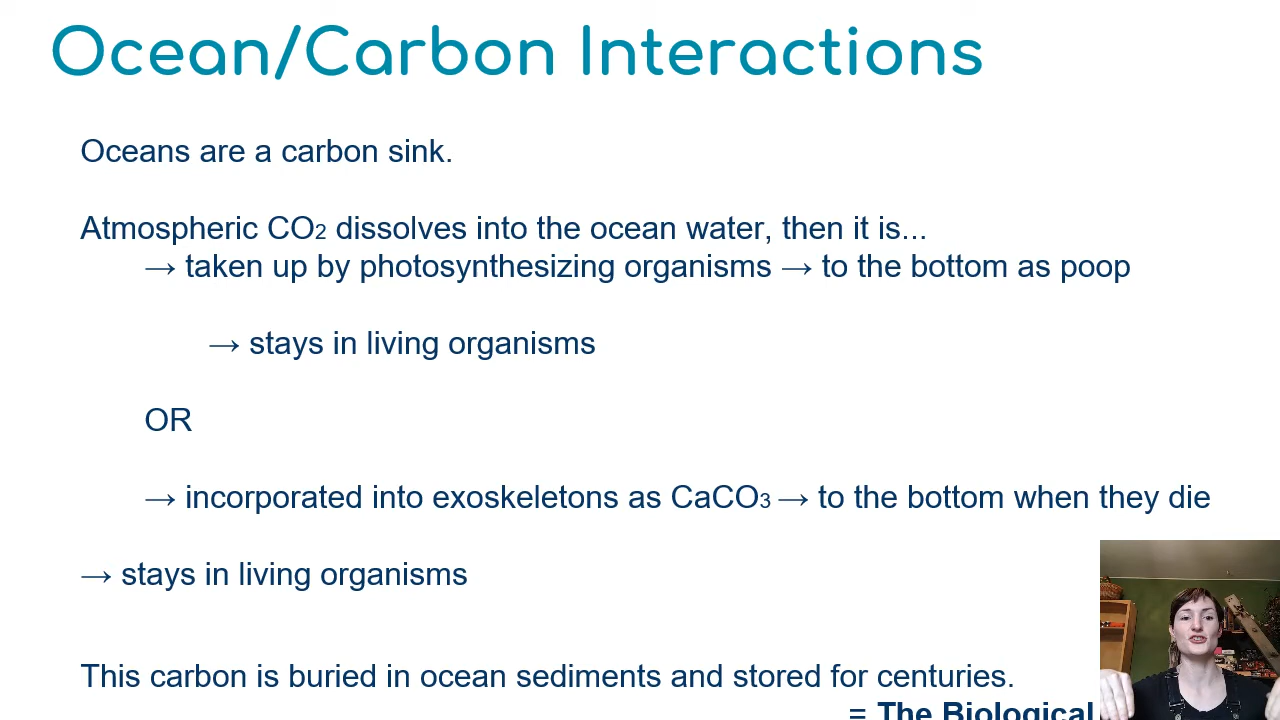 Ocean/Carbon Interactions
Oceans are a carbon sink.
Atmospheric CO₂ dissolves into the ocean water, then it is...
→ taken up by photosynthesizing organisms → to the bottom as poop
→ stays in living organisms
OR
→ incorporated into exoskeletons as CaCO₃ → to the bottom when they die
→ stays in living organisms
This carbon is buried in ocean sediments and stored for centuries.
= The Biological